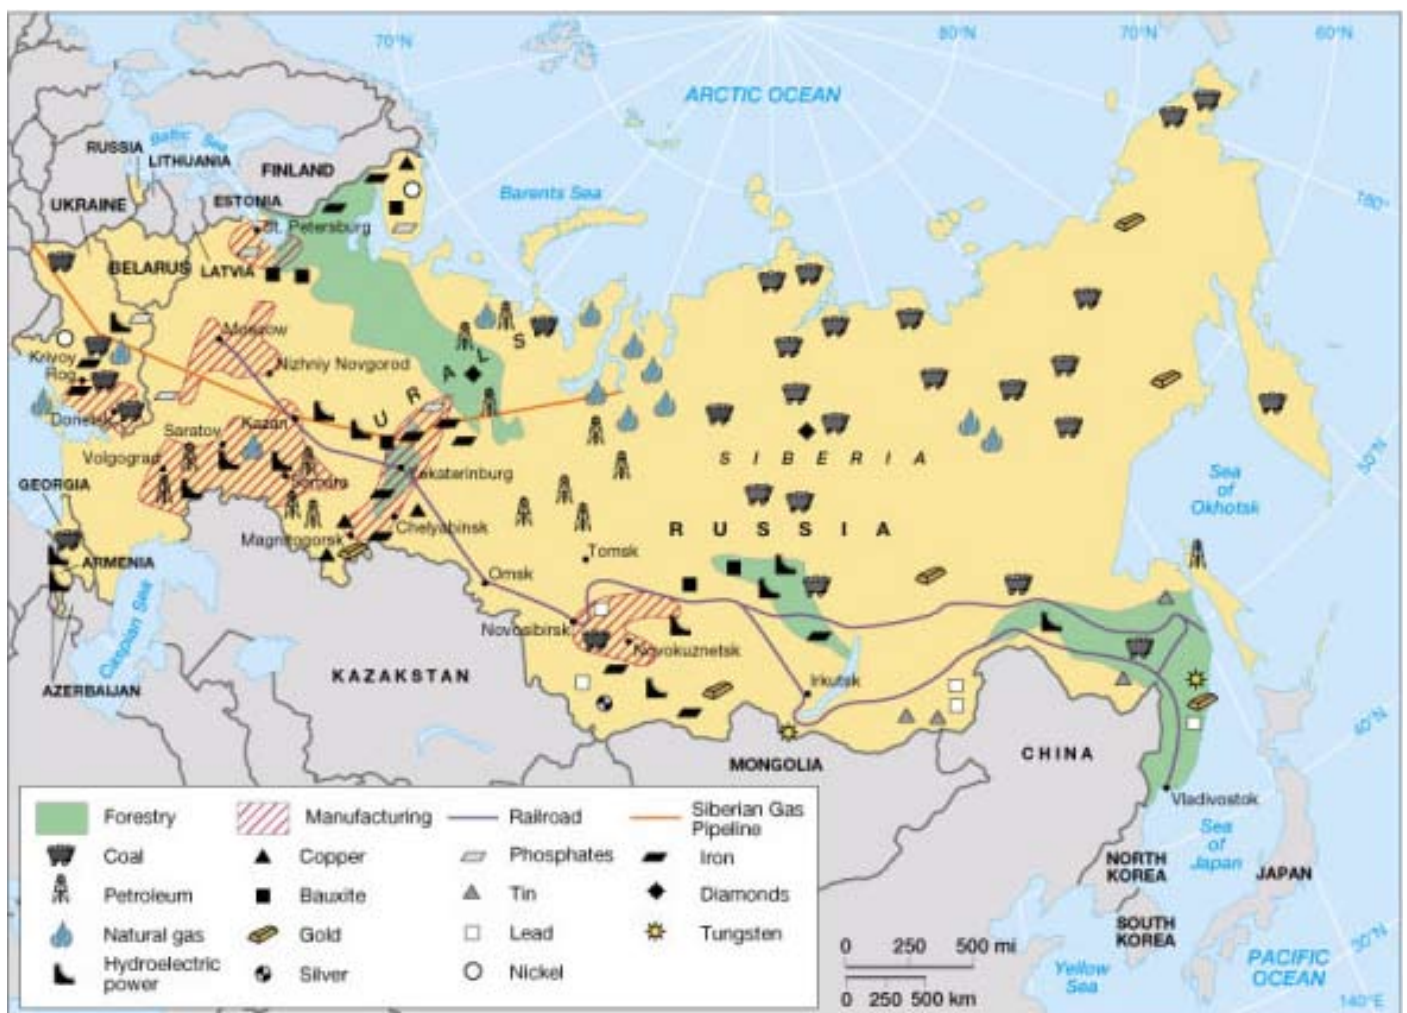 70°N
80°N
70°N
60°N
ARCTIC OCEAN
RUSSIA
Baltic Sea
LITHUANIA
FINLAND
Barents Sea
180°
UKRAINE
ESTONIA
St. Petersburg
BELARUS
LATVIA
Moscow
Krivoy
Rog
Nizhniy Novgorod
URALS
Donetsk
Kazan
Saratov
Volgograd
Yekaterinburg
SIBERIA
50°N
Sea
of
Okhotsk
GEORGIA
Samara
Chelyabinsk
Magnitogorsk
RUSSIA
Tomsk
ARMENIA
Omsk
Caspian Sea
Novosibirsk
Novokuznetsk
KAZAKSTAN
Irkutsk
AZERBAIJAN
40°N
CHINA
MONGOLIA
Vladivostok
Sea
of
Japan
NORTH
KOREA
JAPAN
SOUTH
KOREA
Yellow
Sea
PACIFIC
OCEAN
30°N
140°E
Forestry
Manufacturing
Railroad
Siberian Gas
Pipeline
Coal
Copper
Phosphates
Iron
Petroleum
Bauxite
Tin
Diamonds
Natural gas
Gold
Lead
Tungsten
Hydroelectric
power
Silver
Nickel
0 250 500 mi
0 250 500 km